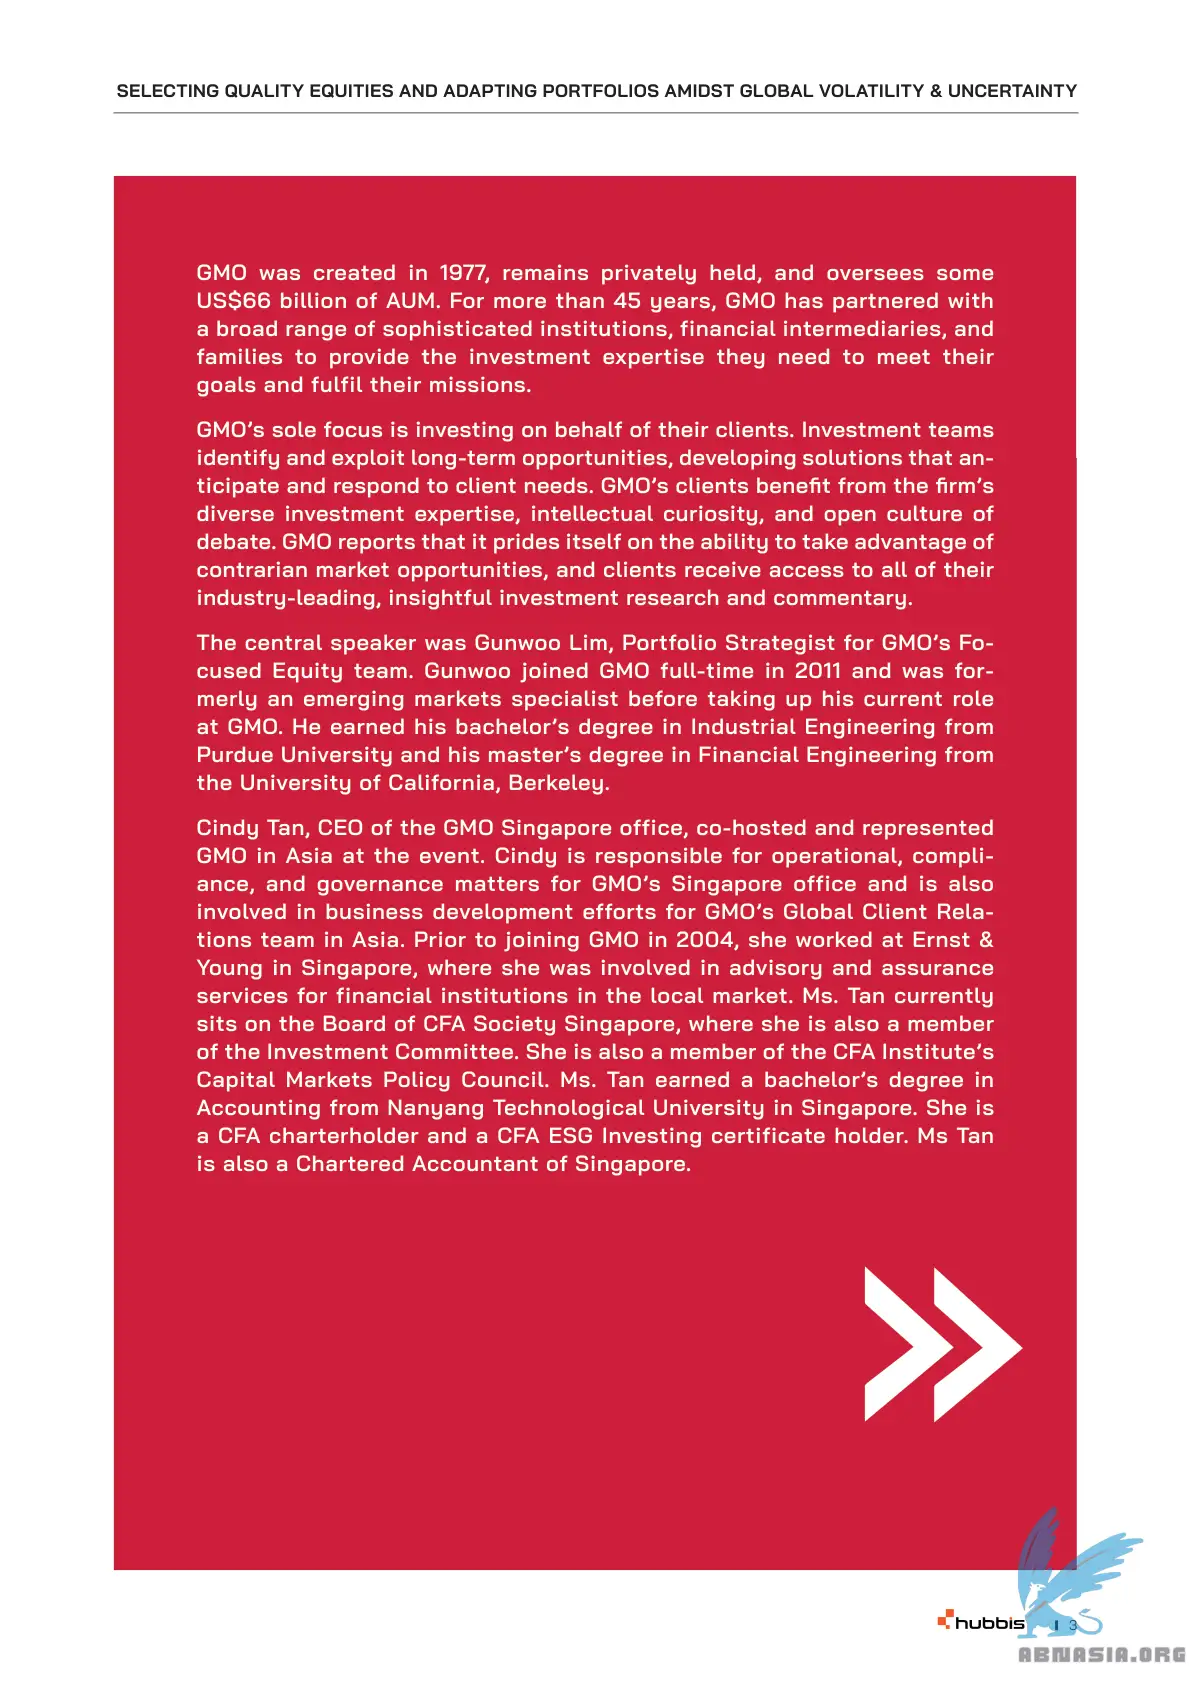 SELECTING QUALITY EQUITIES AND ADAPTING PORTFOLIOS AMIDST GLOBAL VOLATILITY & UNCERTAINTY
GMO was created in 1977, remains privately held, and oversees some
US$66 billion of AUM. For more than 45 years, GMO has partnered with
a broad range of sophisticated institutions, financial intermediaries, and
families to provide the investment expertise they need to meet their
goals and fulfil their missions.
GMO’s sole focus is investing on behalf of their clients. Investment teams
identify and exploit long-term opportunities, developing solutions that an-
ticipate and respond to client needs. GMO’s clients benefit from the firm’s
diverse investment expertise, intellectual curiosity, and open culture of
debate. GMO reports that it prides itself on the ability to take advantage of
contrarian market opportunities, and clients receive access to all of their
industry-leading, insightful investment research and commentary.
The central speaker was Gunwoo Lim, Portfolio Strategist for GMO’s Fo-
cused Equity team. Gunwoo joined GMO full-time in 2011 and was for-
merly an emerging markets specialist before taking up his current role
at GMO. He earned his bachelor’s degree in Industrial Engineering from
Purdue University and his master’s degree in Financial Engineering from
the University of California, Berkeley.
Cindy Tan, CEO of the GMO Singapore office, co-hosted and represented
GMO in Asia at the event. Cindy is responsible for operational, compli-
ance, and governance matters for GMO’s Singapore office and is also
involved in business development efforts for GMO’s Global Client Rela-
tions team in Asia. Prior to joining GMO in 2004, she worked at Ernst &
Young in Singapore, where she was involved in advisory and assurance
services for financial institutions in the local market. Ms. Tan currently
sits on the Board of CFA Society Singapore, where she is also a member
of the Investment Committee. She is also a member of the CFA Institute’s
Capital Markets Policy Council. Ms. Tan earned a bachelor’s degree in
Accounting from Nanyang Technological University in Singapore. She is
a CFA charterholder and a CFA ESG Investing certificate holder. Ms Tan
is also a Chartered Accountant of Singapore.
hubbis | 3
ABNASIA.ORG